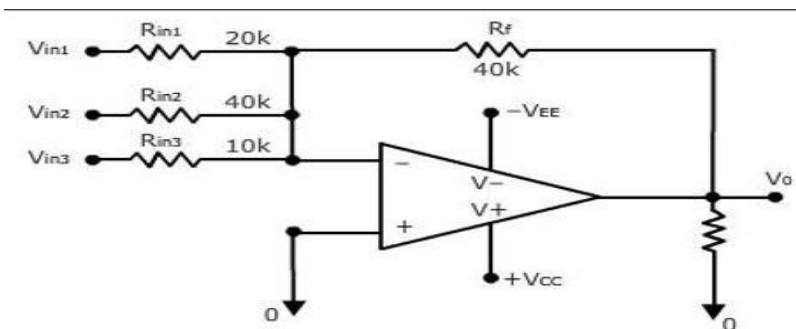 Rin1 20k Rf
Vin1 40k
Rin2 40k -VEE
Vin2
Rin3 10k
Vin3 - V- Vo
+ V+
+VCC
0 0